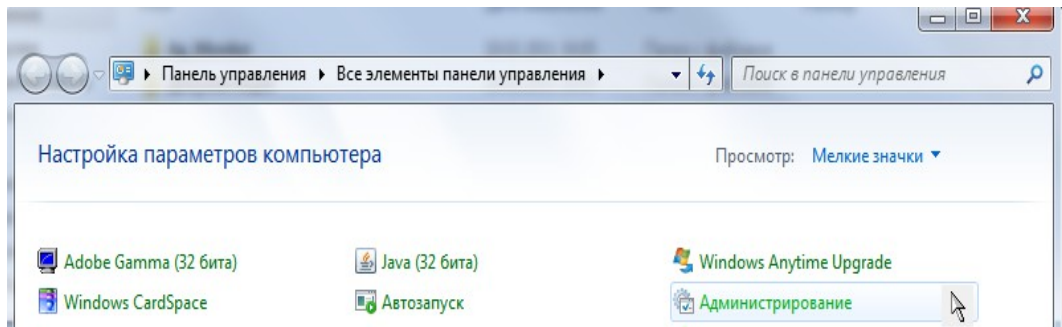 Панель управления Все элементы панели управления Поиск в панели управления
Настройка параметров компьютера Просмотр: Мелкие значки
Adobe Gamma (32 бита) Java (32 бита) Windows Anytime Upgrade
Windows CardSpace Автозапуск Администрирование